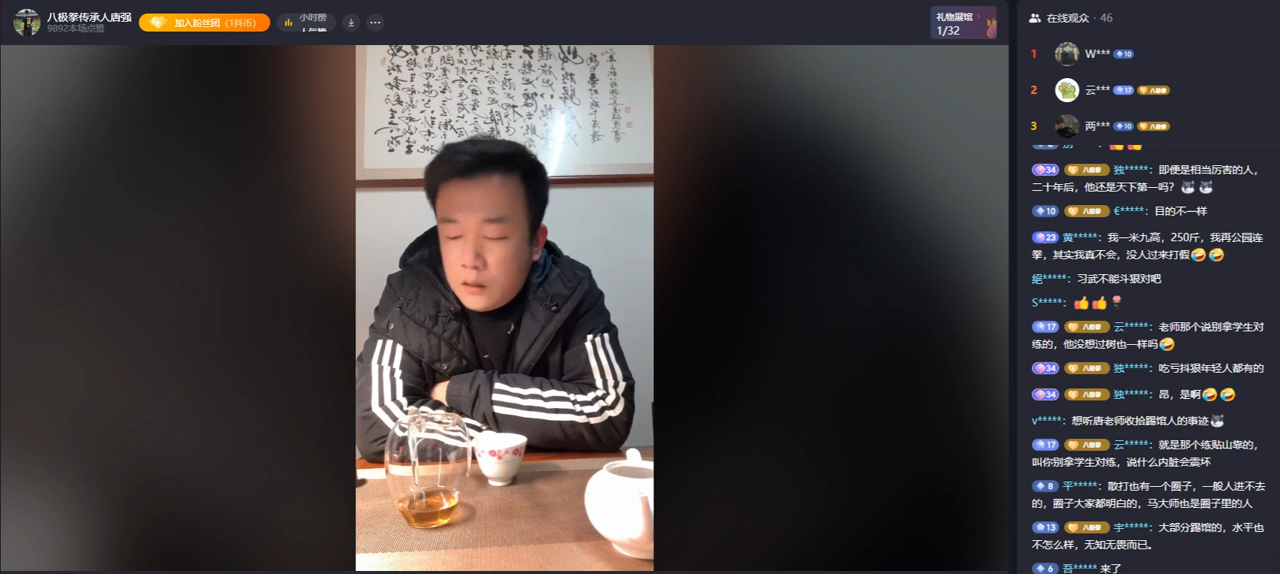 八极拳传承人唐强
9892本场点赞
加入粉丝团（1抖币）
小时榜
人气榜
礼物展馆
1/32
在线观众 · 46
1 W*** 10
2 云*** 17 八极拳
3 两*** 10 八极拳
34 八极拳 独*****：即便是相当厉害的人，
二十年后，他还是天下第一吗？
10 八极拳 €*****：目的不一样
23 黄*****：我一米九高，250斤，我再公园连
拳，其实我真不会，没人过来打假
絕*****：习武不能斗狠对吧
S*****：
17 八极拳 云*****：老师那个说别拿学生对
练的，他没想过树也一样吗
34 八极拳 独*****：吃亏抖狠年轻人都有的
34 八极拳 独*****：昂，是啊
v*****：想听唐老师收拾踢馆人的事迹
17 八极拳 云*****：就是那个练贴山靠的，
叫你别拿学生对练，说什么内脏会震坏
8 平*****：散打也有一个圈子，一般人进不去
的，圈子大家都明白的，马大师也是圈子里的人
13 八极拳 宇*****：大部分踢馆的，水平也
不怎么样，无知无畏而已。
6 吾***** 来了